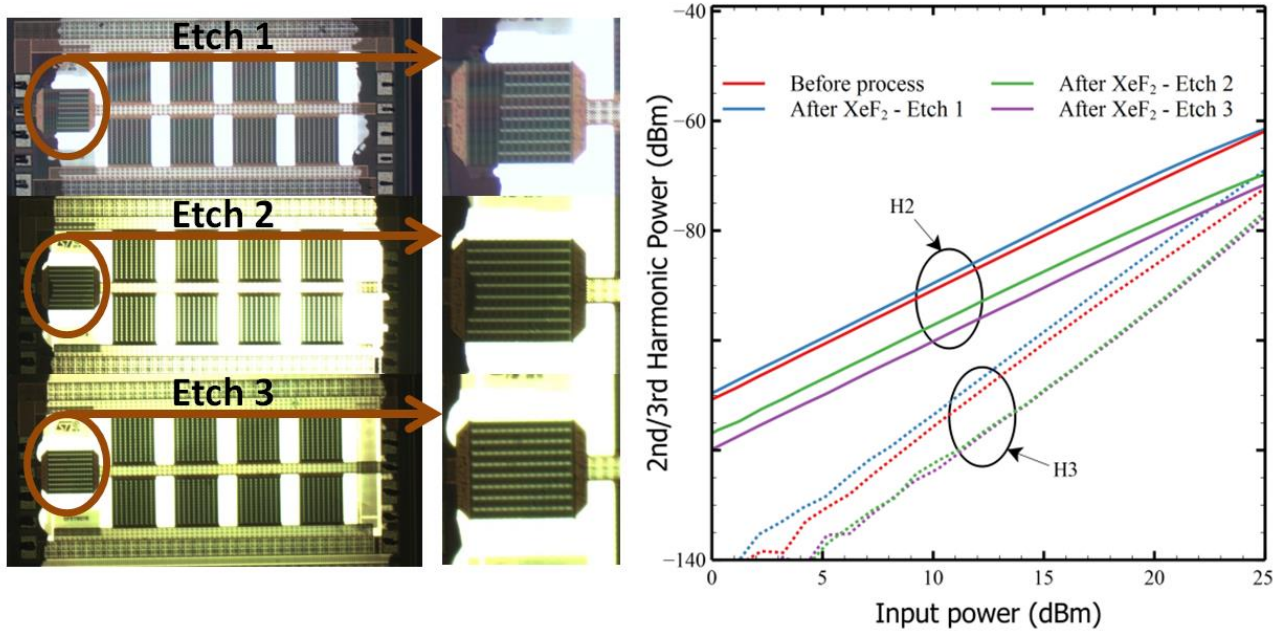 Etch 1
Etch 2
Etch 3
2nd/3rd Harmonic Power (dBm)
−40
−60
−80
−140
Before process
After XeF₂ - Etch 1
After XeF₂ - Etch 2
After XeF₂ - Etch 3
H2
H3
0
5
10
15
20
25
Input power (dBm)